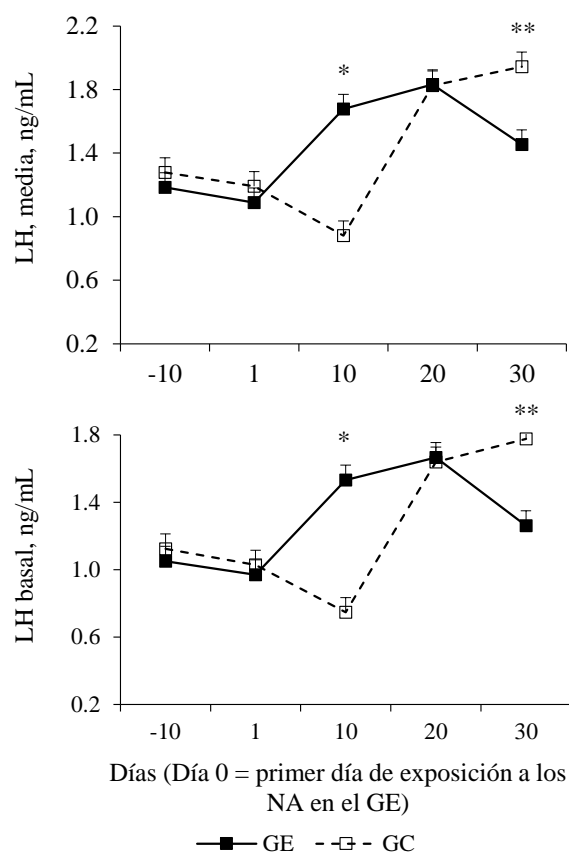 LH, media, ng/mL
2.2
1.8
1.4
1.0
0.6
0.2
*
**
-10 1 10 20 30
LH basal, ng/mL
1.8
1.4
1.0
0.6
0.2
*
**
-10 1 10 20 30
Días (Día 0 = primer día de exposición a los
NA en el GE)
GE GC